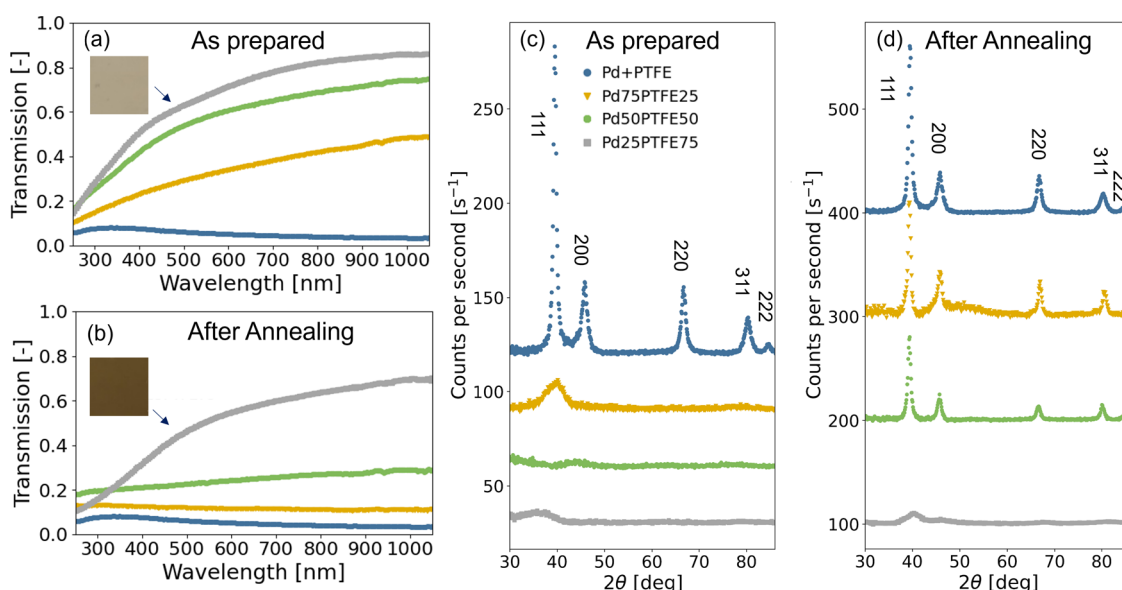 (a) As prepared
Transmission [-]
1.0
0.8
0.6
0.4
0.2
0.0
300 400 500 600 700 800 900 1000
Wavelength [nm]
(b) After Annealing
Transmission [-]
1.0
0.8
0.6
0.4
0.2
0.0
300 400 500 600 700 800 900 1000
Wavelength [nm]
(c) As prepared
Pd+PTFE
Pd75PTFE25
Pd50PTFE50
Pd25PTFE75
111
200
220
311
222
Counts per second [s⁻¹]
250
200
150
100
50
30 40 50 60 70 80
2θ [deg]
(d) After Annealing
111
200
220
311
222
Counts per second [s⁻¹]
500
400
300
200
100
30 40 50 60 70 80
2θ [deg]